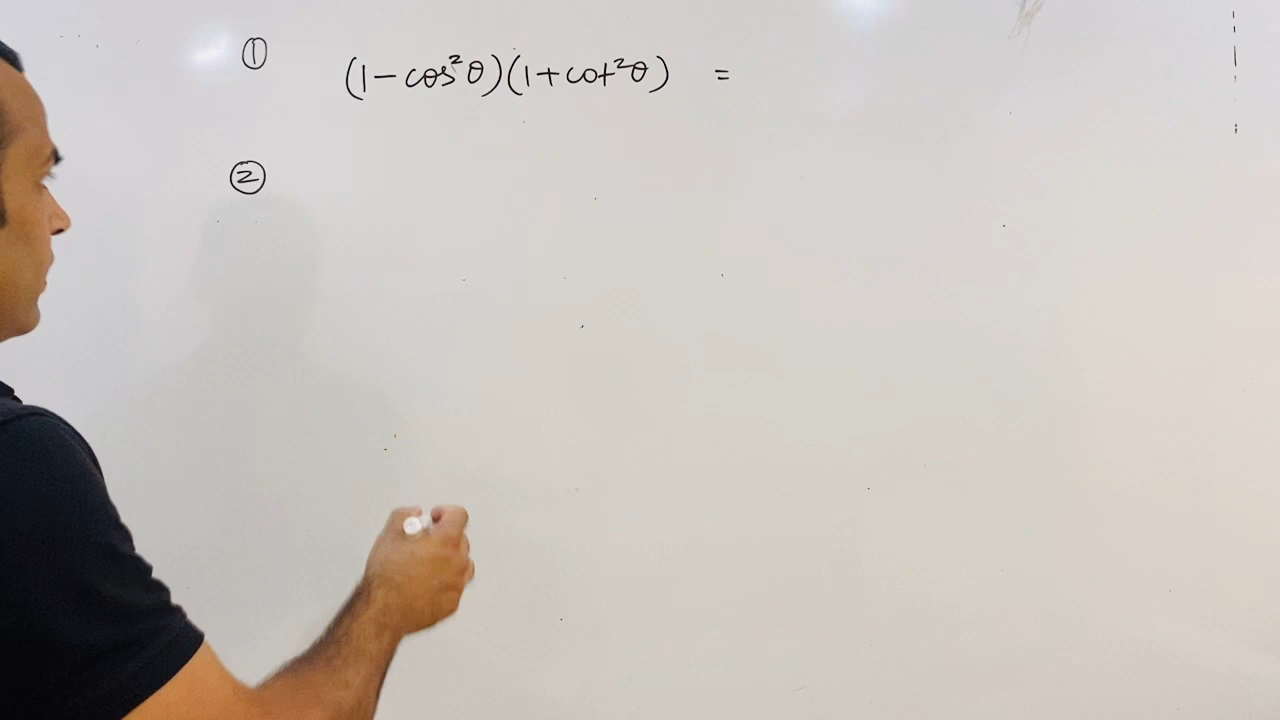 ① (1-cos²θ)(1+cot²θ) =
②